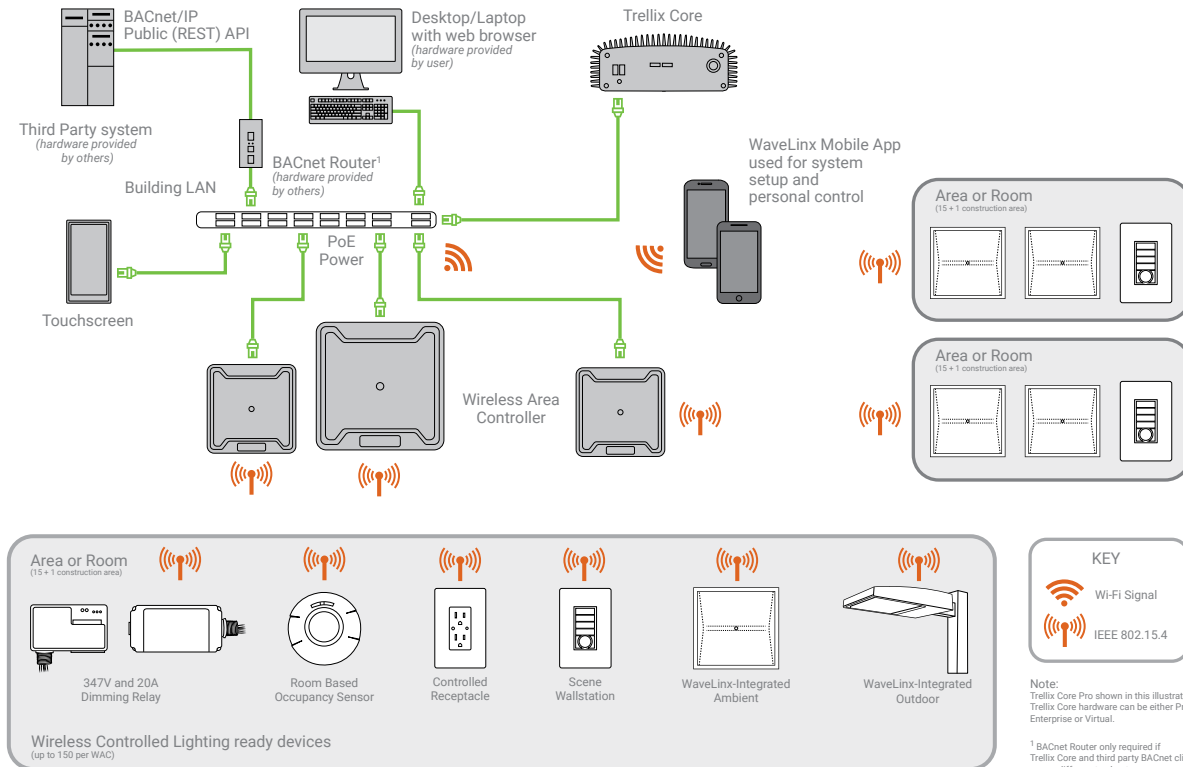 BACnet/IP
Public (REST) API
Desktop/Laptop
with web browser
(hardware provided
by user)
Trellix Core
Third Party system
(hardware provided
by others)
BACnet Router¹
(hardware provided
by others)
Building LAN
WaveLinx Mobile App
used for system
setup and
personal control
PoE
Power
Touchscreen
Wireless Area
Controller
Area or Room
(15 + 1 construction area)
Area or Room
(15 + 1 construction area)
Area or Room
(15 + 1 construction area)
347V and 20A
Dimming Relay
Room Based
Occupancy Sensor
Controlled
Receptacle
Scene
Wallstation
WaveLinx-Integrated
Ambient
WaveLinx-Integrated
Outdoor
Wireless Controlled Lighting ready devices
(up to 150 per WAC)
KEY
Wi-Fi Signal
IEEE 802.15.4
Note:
Trellix Core Pro shown in this illustrat
Trellix Core hardware can be either P
Enterprise or Virtual.
¹ BACnet Router only required if
Trellix Core and third party BACnet cli